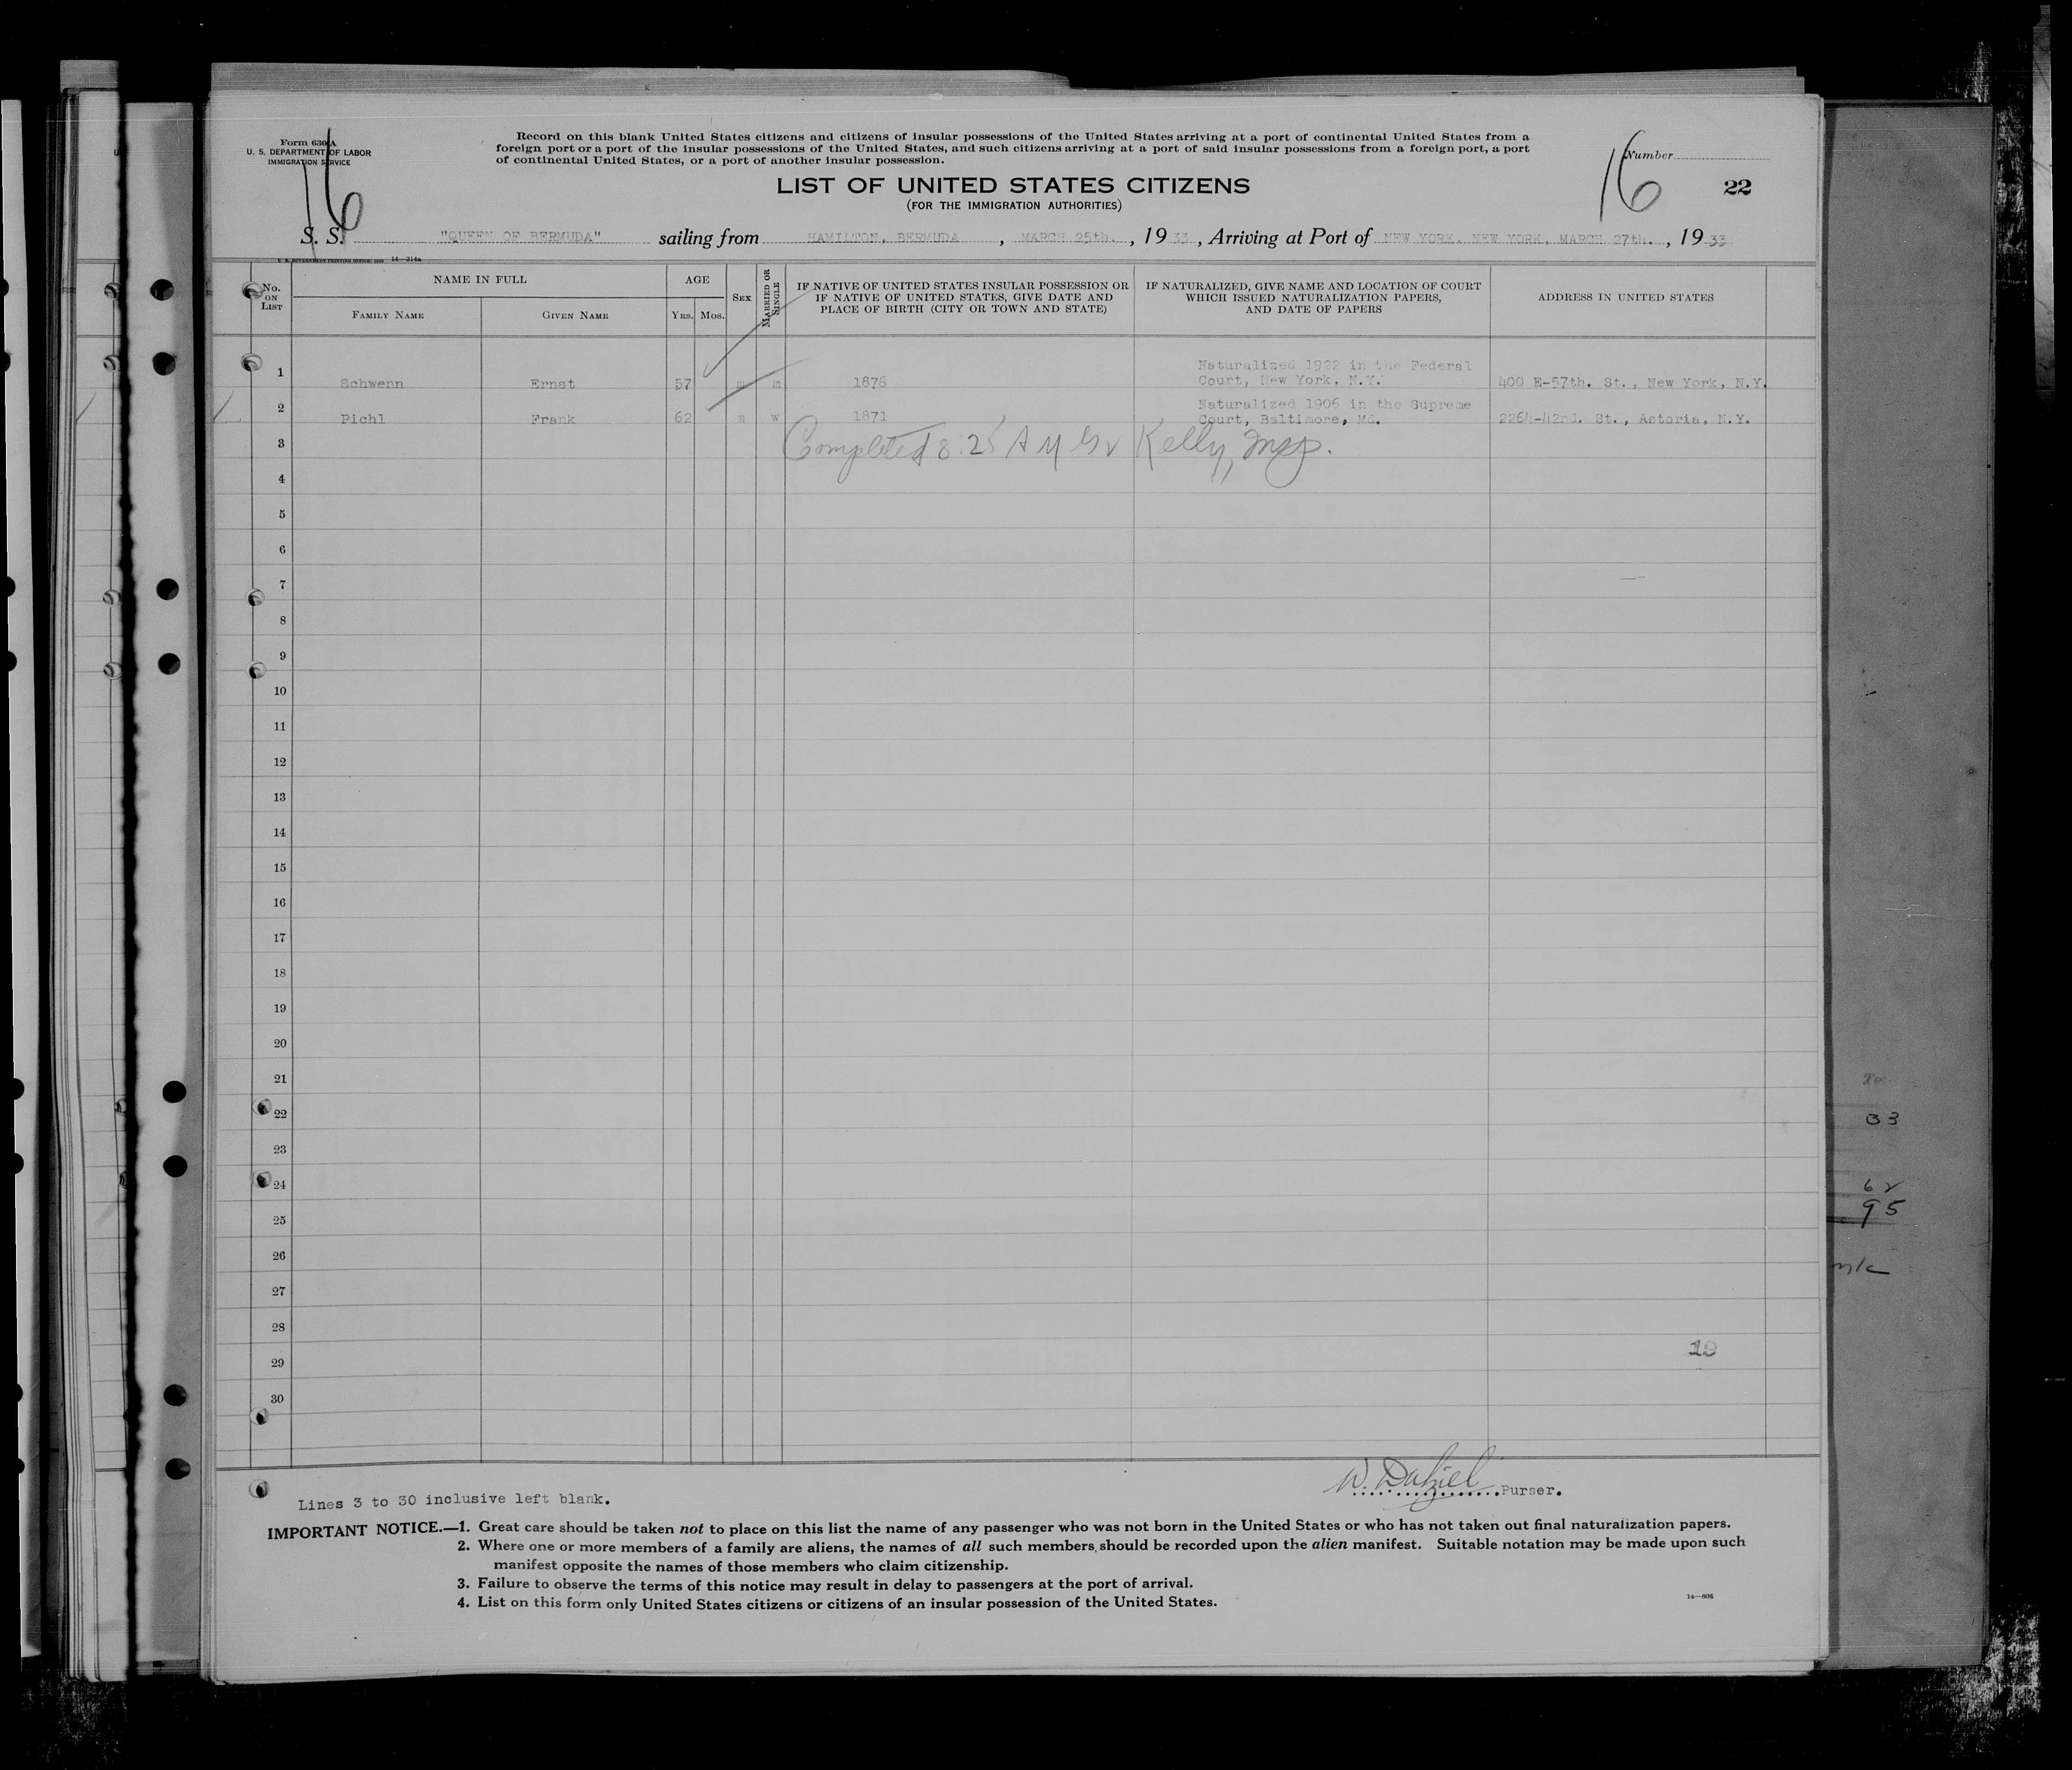 Form 630 A
U. S. DEPARTMENT OF LABOR
IMMIGRATION SERVICE
16
Record on this blank United States citizens and citizens of insular possessions of the United States arriving at a port of continental United States from a
foreign port or a port of the insular possessions of the United States, and such citizens arriving at a port of said insular possessions from a foreign port, a port
of continental United States, or a port of another insular possession.
Number
16
22
LIST OF UNITED STATES CITIZENS
(FOR THE IMMIGRATION AUTHORITIES)
S. S. "QUEEN OF BERMUDA" sailing from HAMILTON, BERMUDA, MARCH 25th., 1933, Arriving at Port of NEW YORK, NEW YORK, MARCH 27th., 1933
U. S. GOVERNMENT PRINTING OFFICE: 14—314a
No. ON LIST
NAME IN FULL
FAMILY NAME
GIVEN NAME
AGE
YRS. MOS.
SEX
MARRIED OR SINGLE
IF NATIVE OF UNITED STATES INSULAR POSSESSION OR
IF NATIVE OF UNITED STATES, GIVE DATE AND
PLACE OF BIRTH (CITY OR TOWN AND STATE)
IF NATURALIZED, GIVE NAME AND LOCATION OF COURT
WHICH ISSUED NATURALIZATION PAPERS,
AND DATE OF PAPERS
ADDRESS IN UNITED STATES
Naturalized 1922 in the Federal
1 Schwenn Ernst 57 m m 1876 Court, New York, N.Y. 400 E-57th. St., New York, N.Y.
Naturalized 1906 in the Supreme
2 Pichl Frank 62 m w 1871 Court, Baltimore, Md. 2264-42nd. St., Astoria, N.Y.
3 Completed 8:25 A M Kelly, Insp.
4
5
6
7
8
9
10
11
12
13
14
15
16
17
18
19
20
21
22
23
24
25
26
27
28
29 19
30
33
62
95
W. Dalziel Purser.
Lines 3 to 30 inclusive left blank.
IMPORTANT NOTICE.—1. Great care should be taken not to place on this list the name of any passenger who was not born in the United States or who has not taken out final naturalization papers.
2. Where one or more members of a family are aliens, the names of all such members should be recorded upon the alien manifest. Suitable notation may be made upon such
manifest opposite the names of those members who claim citizenship.
3. Failure to observe the terms of this notice may result in delay to passengers at the port of arrival.
4. List on this form only United States citizens or citizens of an insular possession of the United States.